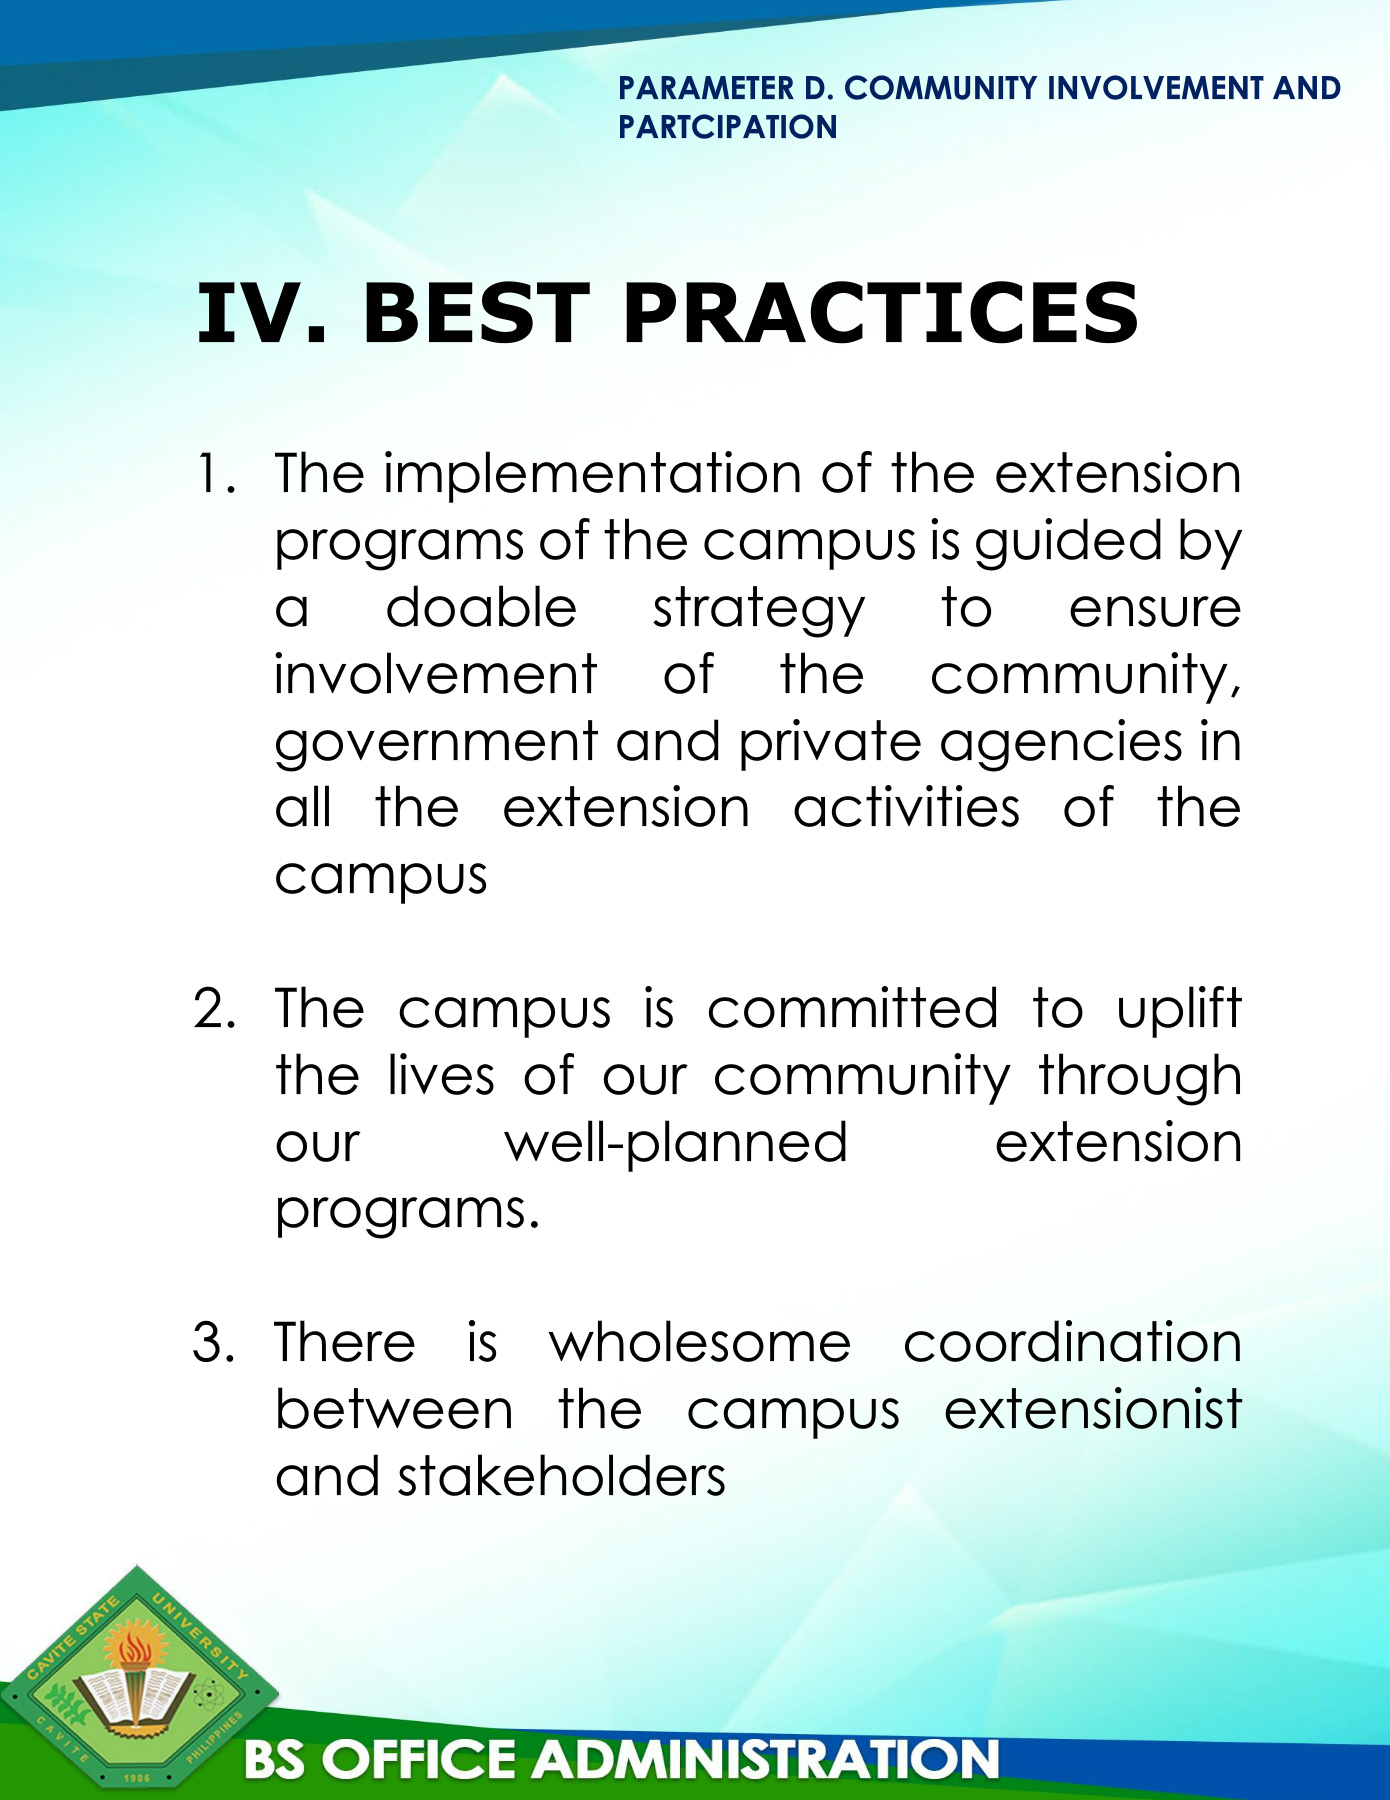 PARAMETER D. COMMUNITY INVOLVEMENT AND
PARTCIPATION
IV. BEST PRACTICES
1. The implementation of the extension
programs of the campus is guided by
a doable strategy to ensure
involvement of the community,
government and private agencies in
all the extension activities of the
campus
2. The campus is committed to uplift
the lives of our community through
our well-planned extension
programs.
3. There is wholesome coordination
between the campus extensionist
and stakeholders
CAVITE STATE UNIVERSITY
CAVITE PHILIPPINES
1906
BS OFFICE ADMINISTRATION